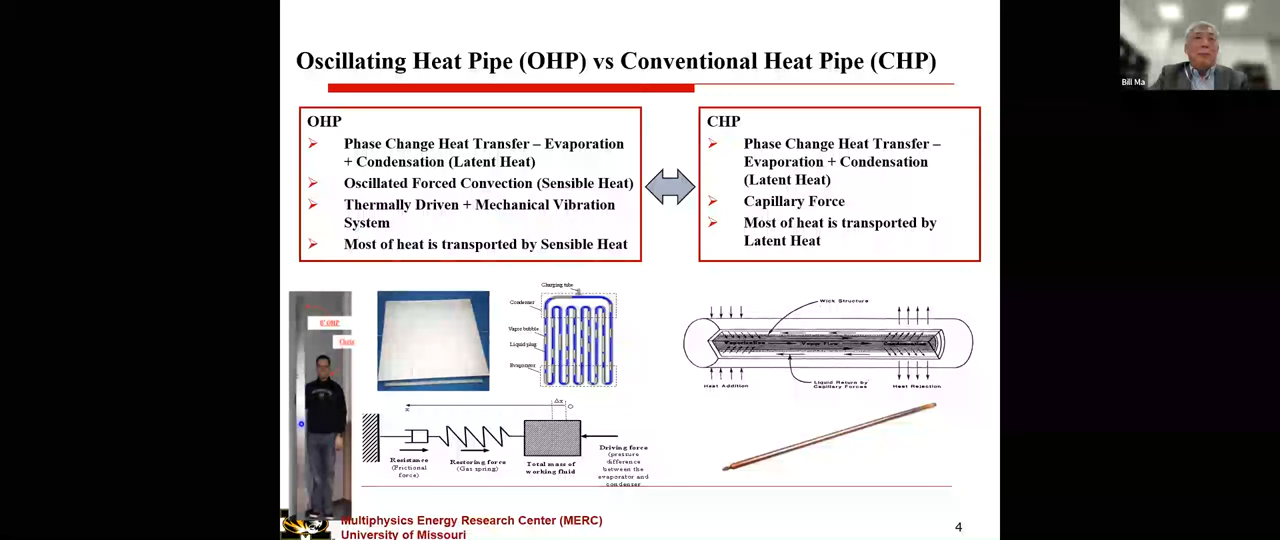 Oscillating Heat Pipe (OHP) vs Conventional Heat Pipe (CHP)
Bill Ma
OHP
Phase Change Heat Transfer – Evaporation
+ Condensation (Latent Heat)
Oscillated Forced Convection (Sensible Heat)
Thermally Driven + Mechanical Vibration
System
Most of heat is transported by Sensible Heat
CHP
Phase Change Heat Transfer –
Evaporation + Condensation
(Latent Heat)
Capillary Force
Most of heat is transported by
Latent Heat
Charging tube
Condenser
Vapor bubble
Liquid plug
Evaporator
Wick Structure
Vaporization
Vapor Flow
Condensation
Heat Addition
Liquid Return by
Capillary Forces
Heat Rejection
x
Δx
O
Resistance
(Frictional
force)
Restoring force
(Gas spring)
Total mass of
working fluid
Driving force
(pressure
difference
between the
evaporator and
condenser
Multiphysics Energy Research Center (MERC)
University of Missouri
4